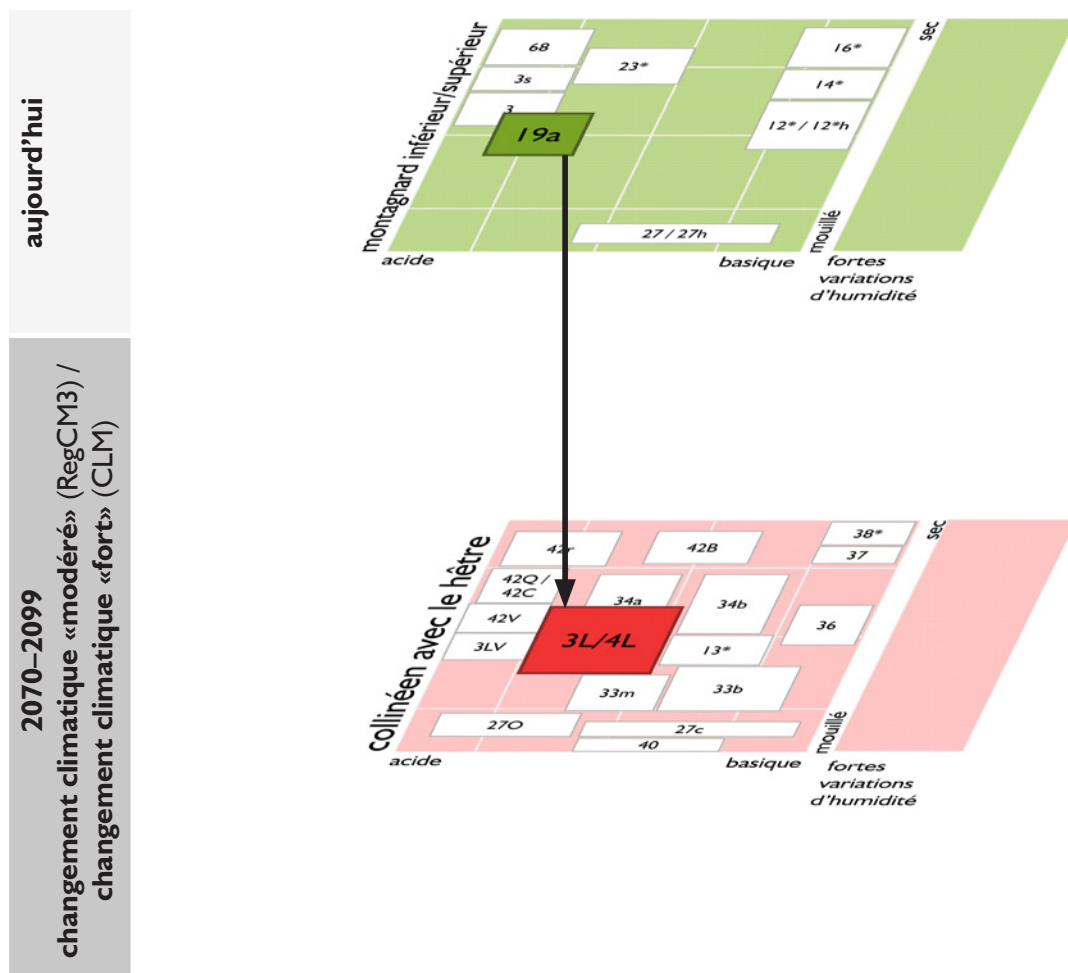 aujourd'hui
montagnard inférieur/supérieur
68
3s
3
23*
19a
16*
14*
12* / 12*h
27 / 27h
sec
mouillé
acide
basique
fortes
variations
d'humidité
2070–2099
changement climatique «modéré» (RegCM3) /
changement climatique «fort» (CLM)
collinéen avec le hêtre
42r
42B
38*
37
42Q /
42C
34a
34b
42V
36
3LV
3L/4L
13*
33m
33b
27O
27c
40
sec
mouillé
acide
basique
fortes
variations
d'humidité